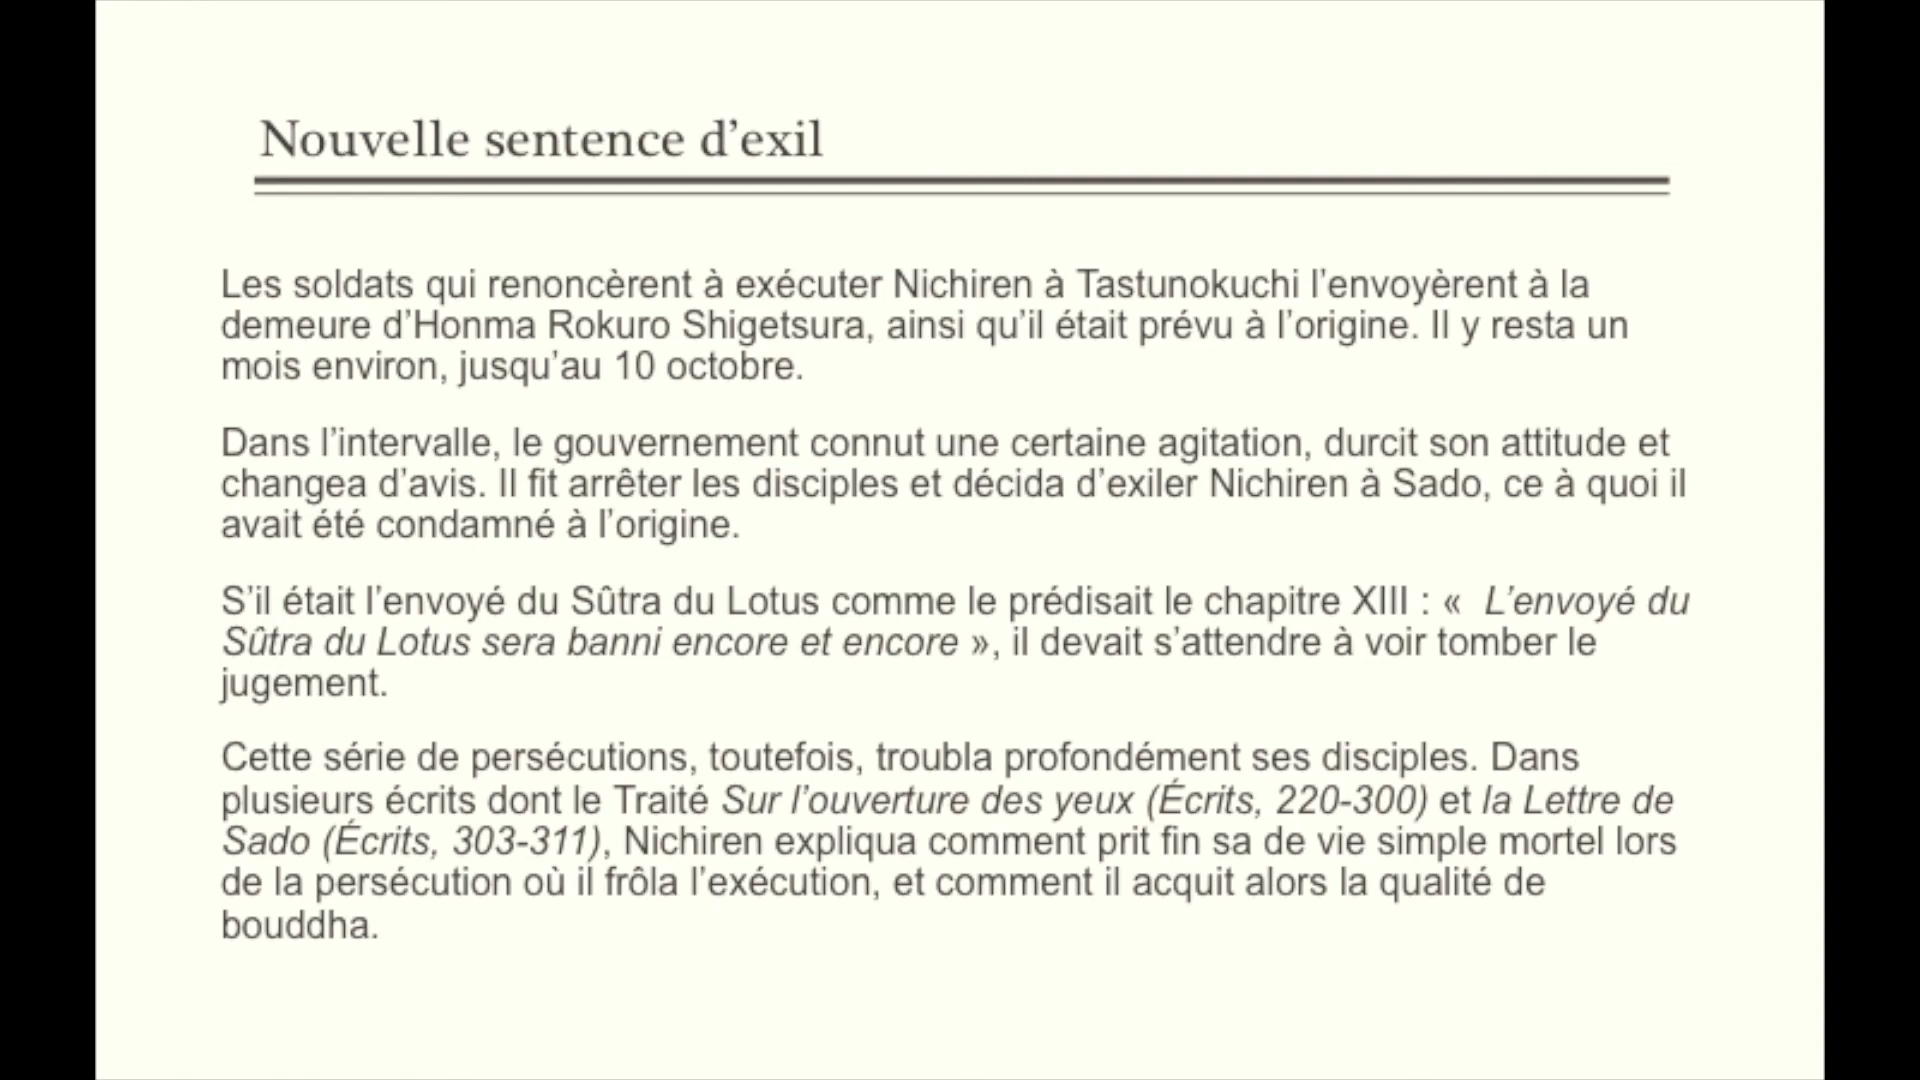 Nouvelle sentence d’exil
Les soldats qui renoncèrent à exécuter Nichiren à Tastunokuchi l’envoyèrent à la
demeure d’Honma Rokuro Shigetsura, ainsi qu’il était prévu à l’origine. Il y resta un
mois environ, jusqu’au 10 octobre.
Dans l’intervalle, le gouvernement connut une certaine agitation, durcit son attitude et
changea d’avis. Il fit arrêter les disciples et décida d’exiler Nichiren à Sado, ce à quoi il
avait été condamné à l’origine.
S’il était l’envoyé du Sûtra du Lotus comme le prédisait le chapitre XIII : «  L’envoyé du
Sûtra du Lotus sera banni encore et encore », il devait s’attendre à voir tomber le
jugement.
Cette série de persécutions, toutefois, troubla profondément ses disciples. Dans
plusieurs écrits dont le Traité Sur l’ouverture des yeux (Écrits, 220-300) et la Lettre de
Sado (Écrits, 303-311), Nichiren expliqua comment prit fin sa de vie simple mortel lors
de la persécution où il frôla l’exécution, et comment il acquit alors la qualité de
bouddha.